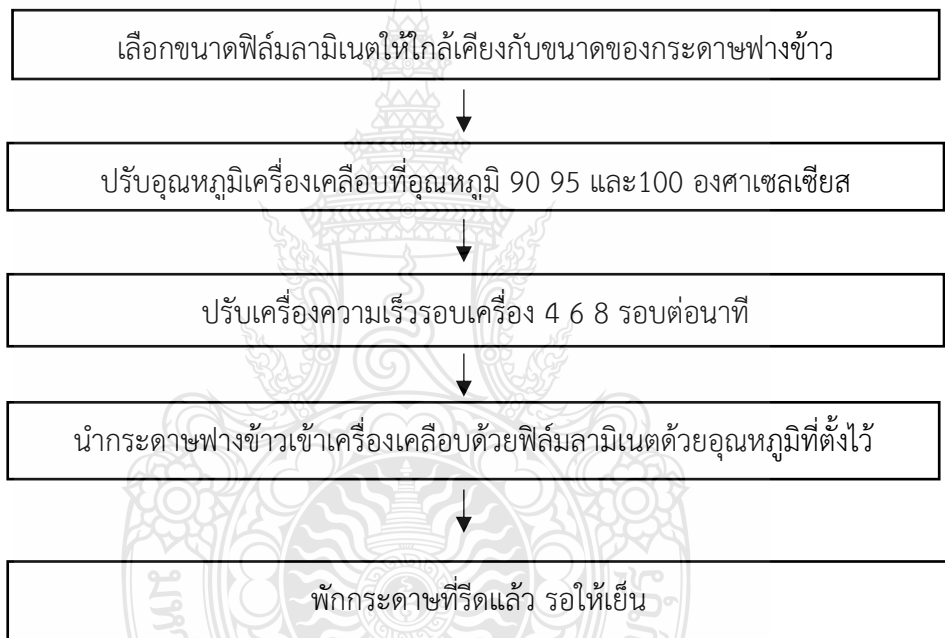 เลือกขนาดฟิล์มลามิเนตให้ใกล้เคียงกับขนาดของกระดาษฟางข้าว
ปรับอุณหภูมิเครื่องเคลือบที่อุณหภูมิ 90 95 และ100 องศาเซลเซียส
ปรับเครื่องความเร็วรอบเครื่อง 4 6 8 รอบต่อนาที
นำกระดาษฟางข้าวเข้าเครื่องเคลือบด้วยฟิล์มลามิเนตด้วยอุณหภูมิที่ตั้งไว้
พักกระดาษที่รีดแล้ว รอให้เย็น